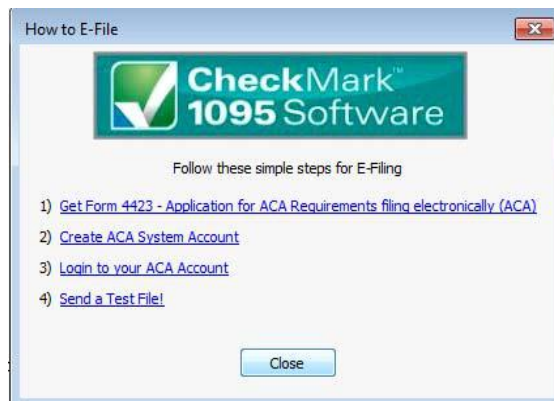 How to E-File
CheckMark™
1095 Software
Follow these simple steps for E-Filing
1) Get Form 4423 - Application for ACA Requirements filing electronically (ACA)
2) Create ACA System Account
3) Login to your ACA Account
4) Send a Test File!
Close